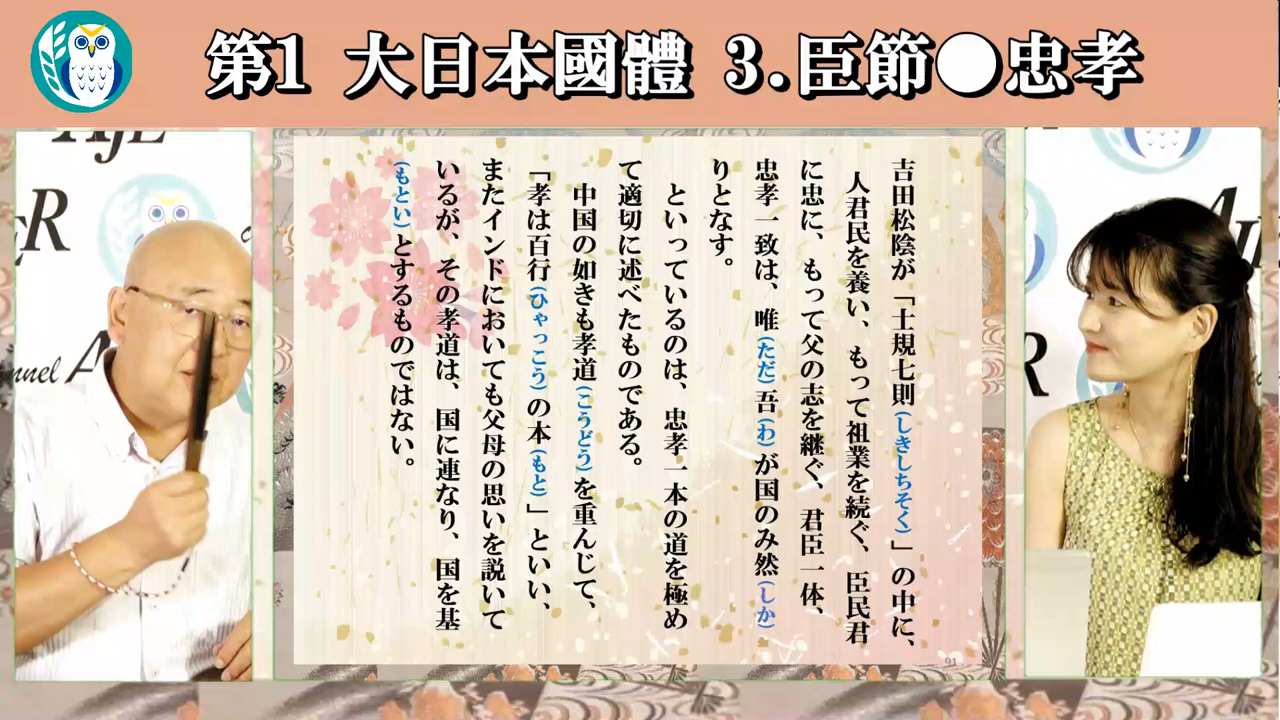 第1 大日本國體 3.臣節●忠孝
吉田松陰が「士規七則(しきしちそく)」の中に、
人君民を養い、もって祖業を続ぐ、臣民君
に忠に、もって父の志を継ぐ、君臣一体、
忠孝一致は、唯(ただ)吾(わ)が国のみ然(しか)
りとなす。
といっているのは、忠孝一本の道を極め
て適切に述べたものである。
中国の如きも孝道(こうどう)を重んじて、
「孝は百行(ひゃっこう)の本(もと)」といい、
またインドにおいても父母の思いを説いて
いるが、その孝道は、国に連なり、国を基
(もとい)とするものではない。
91
AJER
ER
nnel A
R